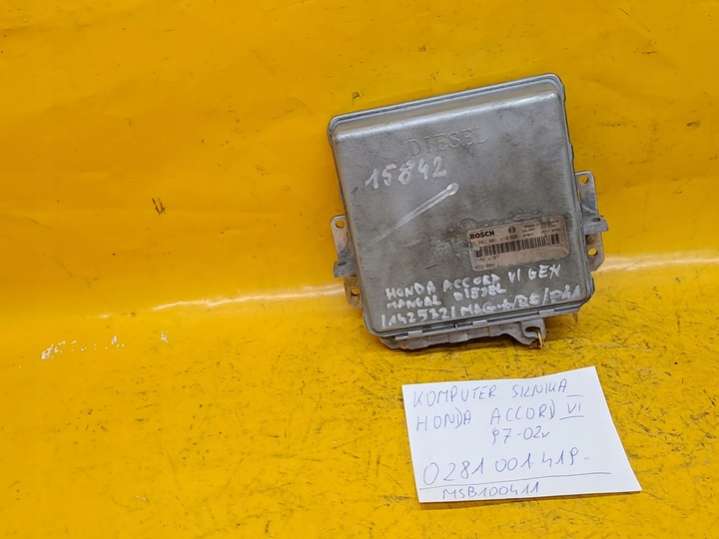 DIESEL
15842
BOSCH
HONDA ACCORD VI GEN
MANUAL DIESEL
KOMPUTER SILNIKA
HONDA ACCORD VI
97-02r
0281 001 419
MSB100411